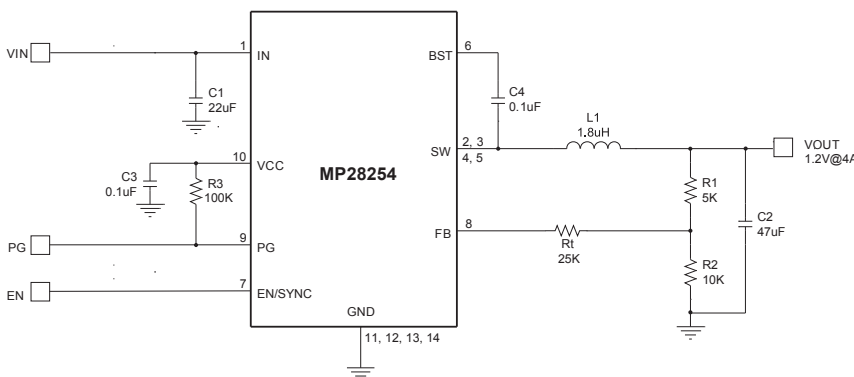 VIN
1
IN
C1
22uF
6
BST
C4
0.1uF
L1
1.8uH
2, 3
SW
4, 5
VOUT
1.2V@4A
10
VCC
C3
0.1uF
R3
100K
MP28254
R1
5K
C2
47uF
PG
9
PG
8
FB
Rt
25K
R2
10K
EN
7
EN/SYNC
GND
11, 12, 13, 14